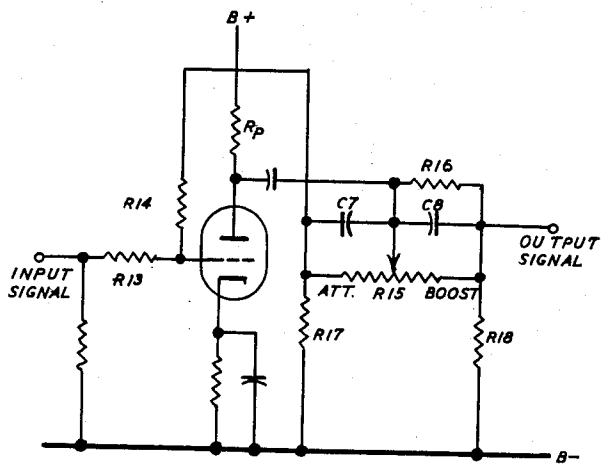 B+
Rp
R16
R14
C7
C8
OUTPUT
SIGNAL
INPUT
SIGNAL
R13
ATT.
R15
BOOST
R17
R18
B-